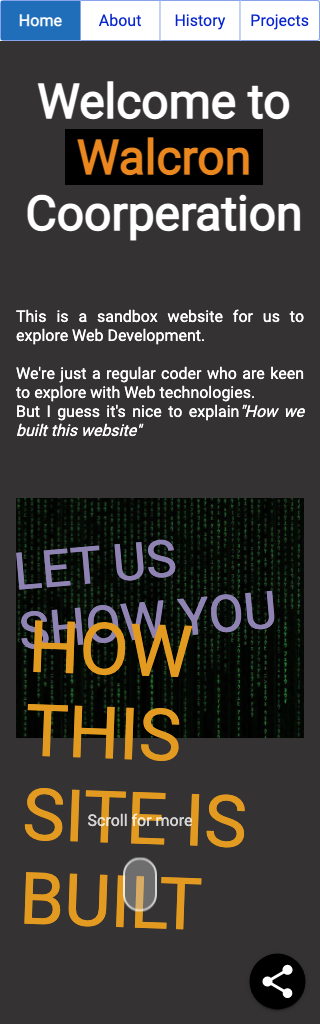 Home About History Projects
Welcome to
Walcron
Coorperation
This is a sandbox website for us to
explore Web Development.
We're just a regular coder who are keen
to explore with Web technologies.
But I guess it's nice to explain "How we
built this website"
LET US
SHOW YOU
HOW
THIS
SITE IS
Scroll for more
BUILT